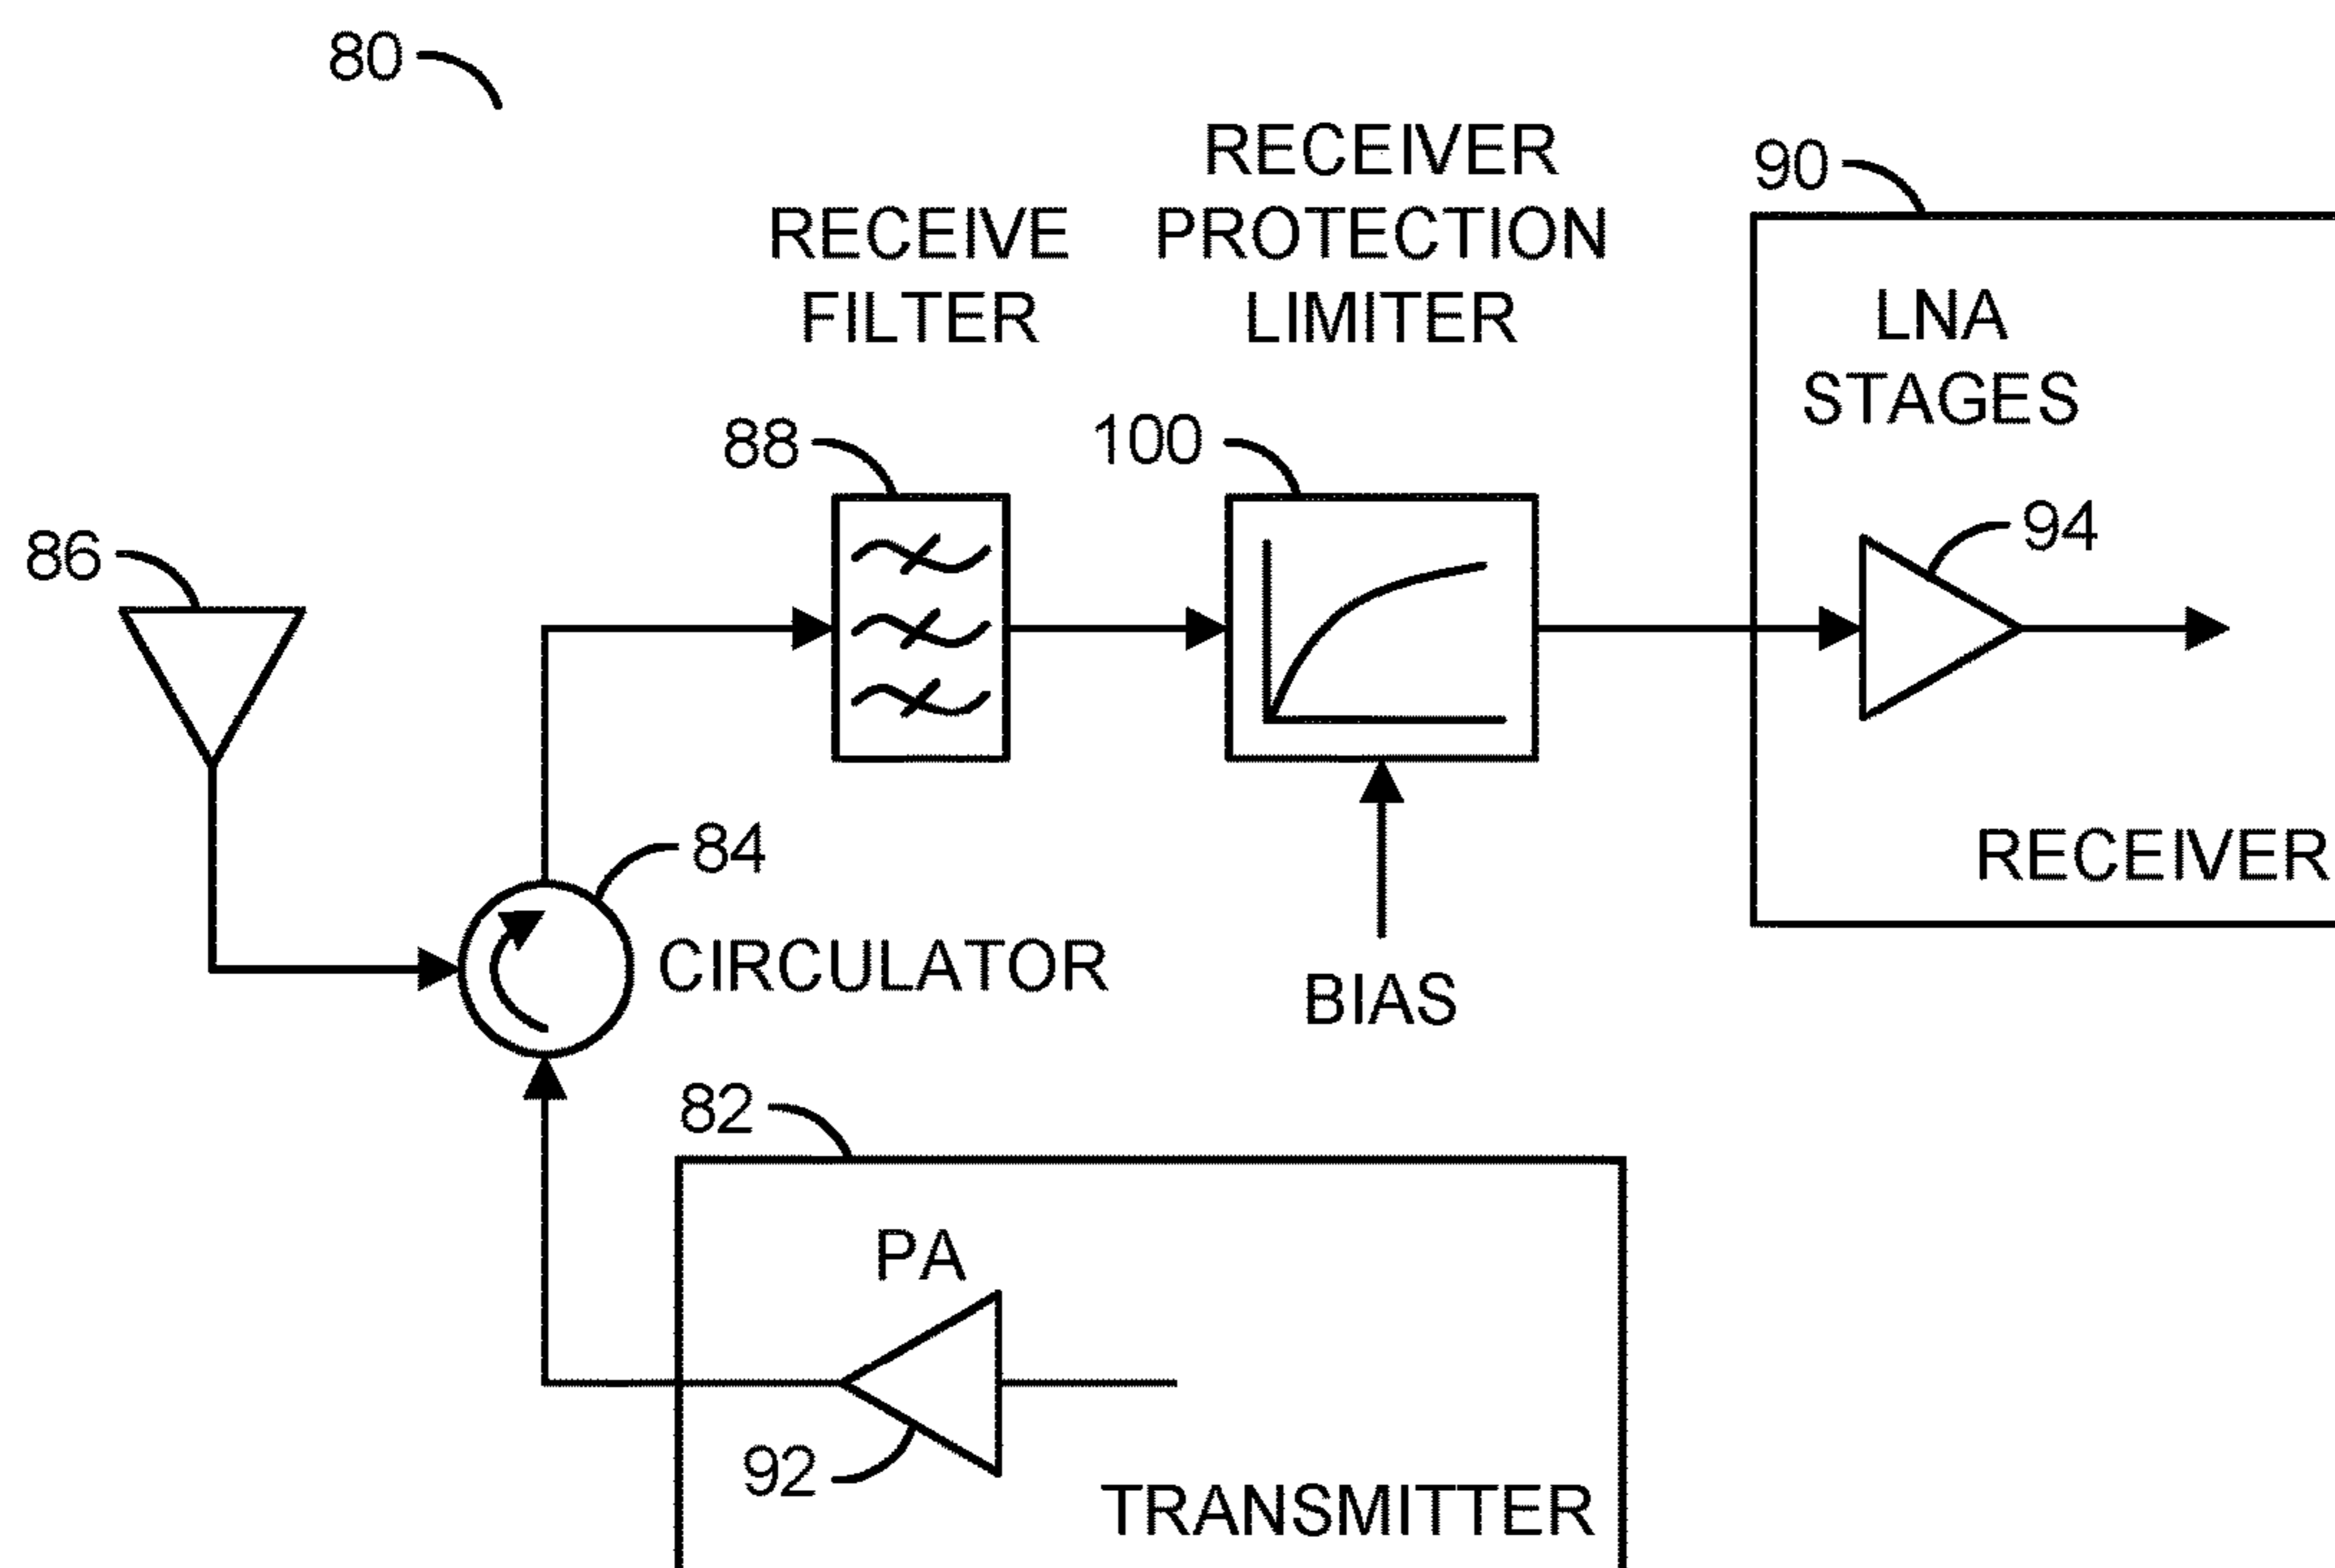 80
RECEIVER
PROTECTION
LIMITER
RECEIVE
FILTER
90
LNA
STAGES
88
100
94
86
84
CIRCULATOR
BIAS
RECEIVER
82
PA
92
TRANSMITTER